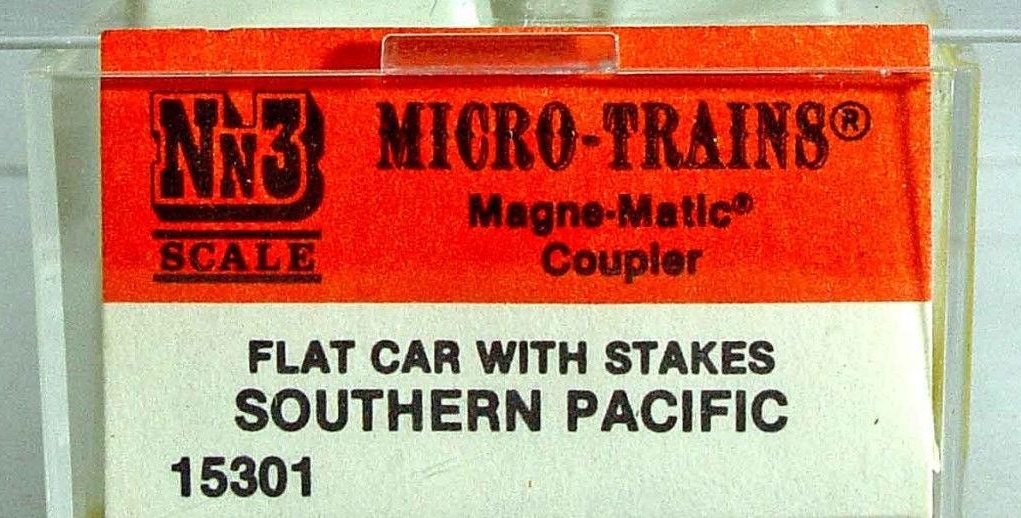 Nn3
SCALE
MICRO-TRAINS®
Magne-Matic®
Coupler
FLAT CAR WITH STAKES
SOUTHERN PACIFIC
15301